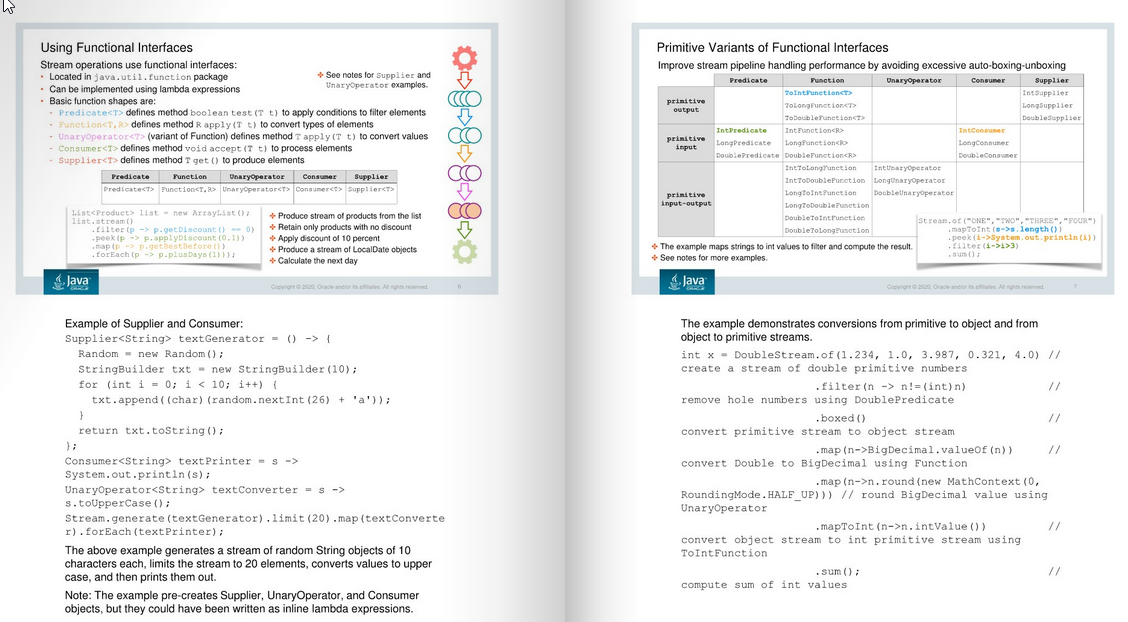 Using Functional Interfaces
Stream operations use functional interfaces:
• Located in java.util.function package
• Can be implemented using lambda expressions
• Basic function shapes are:
- Predicate<T> defines method boolean test(T t) to apply conditions to filter elements
- Function<T,R> defines method R apply(T t) to convert types of elements
- UnaryOperator<T> (variant of Function) defines method T apply(T t) to convert values
- Consumer<T> defines method void accept(T t) to process elements
- Supplier<T> defines method T get() to produce elements
See notes for Supplier and
UnaryOperator examples.
Predicate Function UnaryOperator Consumer Supplier
Predicate<T> Function<T,R> UnaryOperator<T> Consumer<T> Supplier<T>
List<Product> list = new ArrayList();
list.stream()
.filter(p -> p.getDiscount() == 0)
.peek(p -> p.applyDiscount(0.1))
.map(p -> p.getBestBefore())
.forEach(p -> p.plusDays(1));
Produce stream of products from the list
Retain only products with no discount
Apply discount of 10 percent
Produce a stream of LocalDate objects
Calculate the next day
Java
ORACLE
Copyright © 2020, Oracle and/or its affiliates. All rights reserved. 6
Example of Supplier and Consumer:
Supplier<String> textGenerator = () -> {
Random = new Random();
StringBuilder txt = new StringBuilder(10);
for (int i = 0; i < 10; i++) {
txt.append((char)(random.nextInt(26) + 'a'));
}
return txt.toString();
};
Consumer<String> textPrinter = s ->
System.out.println(s);
UnaryOperator<String> textConverter = s ->
s.toUpperCase();
Stream.generate(textGenerator).limit(20).map(textConverte
r).forEach(textPrinter);
The above example generates a stream of random String objects of 10
characters each, limits the stream to 20 elements, converts values to upper
case, and then prints them out.
Note: The example pre-creates Supplier, UnaryOperator, and Consumer
objects, but they could have been written as inline lambda expressions.
Primitive Variants of Functional Interfaces
Improve stream pipeline handling performance by avoiding excessive auto-boxing-unboxing
Predicate Function UnaryOperator Consumer Supplier
primitive
output
ToIntFunction<T> IntSupplier
ToLongFunction<T> LongSupplier
ToDoubleFunction<T> DoubleSupplier
primitive
input
IntPredicate IntFunction<R> IntConsumer
LongPredicate LongFunction<R> LongConsumer
DoublePredicate DoubleFunction<R> DoubleConsumer
primitive
input-output
IntToLongFunction IntUnaryOperator
IntToDoubleFunction LongUnaryOperator
LongToIntFunction DoubleUnaryOperator
LongToDoubleFunction
DoubleToIntFunction
DoubleToLongFunction
Stream.of("ONE","TWO","THREE","FOUR")
.mapToInt(s->s.length())
.peek(i->System.out.println(i))
.filter(i->i>3)
.sum();
The example maps strings to int values to filter and compute the result.
See notes for more examples.
Java
ORACLE
Copyright © 2020, Oracle and/or its affiliates. All rights reserved. 7
The example demonstrates conversions from primitive to object and from
object to primitive streams.
int x = DoubleStream.of(1.234, 1.0, 3.987, 0.321, 4.0) //
create a stream of double primitive numbers
.filter(n -> n!=(int)n) //
remove hole numbers using DoublePredicate
.boxed() //
convert primitive stream to object stream
.map(n->BigDecimal.valueOf(n)) //
convert Double to BigDecimal using Function
.map(n->n.round(new MathContext(0,
RoundingMode.HALF_UP))) // round BigDecimal value using
UnaryOperator
.mapToInt(n->n.intValue()) //
convert object stream to int primitive stream using
ToIntFunction
.sum(); //
compute sum of int values